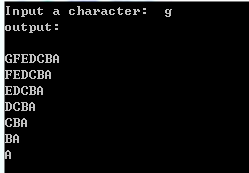 Input a character:  g
output:
GFEDCBA
FEDCBA
EDCBA
DCBA
CBA
BA
A